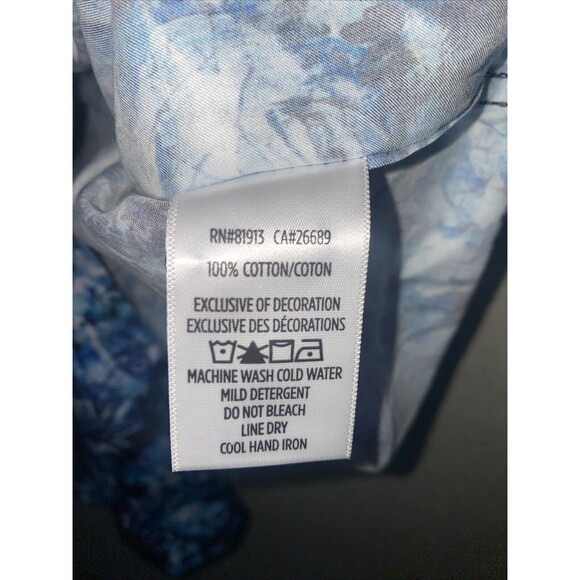 RN#81913 CA#26689
100% COTTON/COTON
EXCLUSIVE OF DECORATION
EXCLUSIVE DES DÉCORATIONS
MACHINE WASH COLD WATER
MILD DETERGENT
DO NOT BLEACH
LINE DRY
COOL HAND IRON